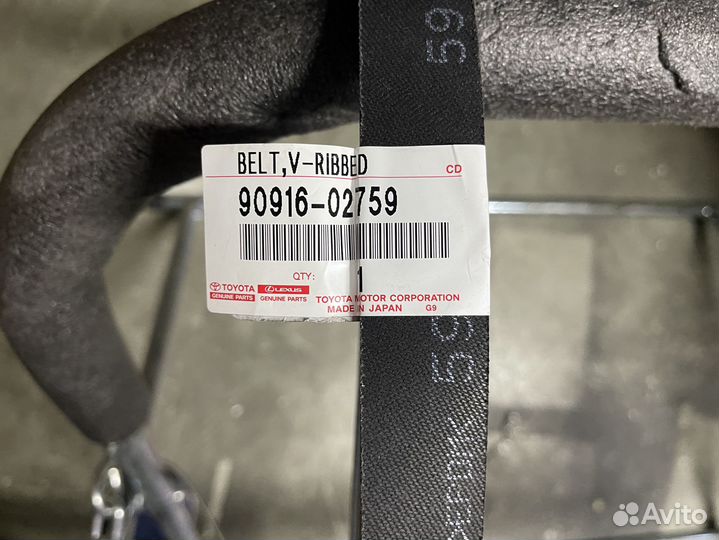 59
BELT,V-RIBBED
CD
90916-02759
QTY: 1
TOYOTA LEXUS
GENUINE PARTS GENUINE PARTS
TOYOTA MOTOR CORPORATION
MADE IN JAPAN G9
59
Avito